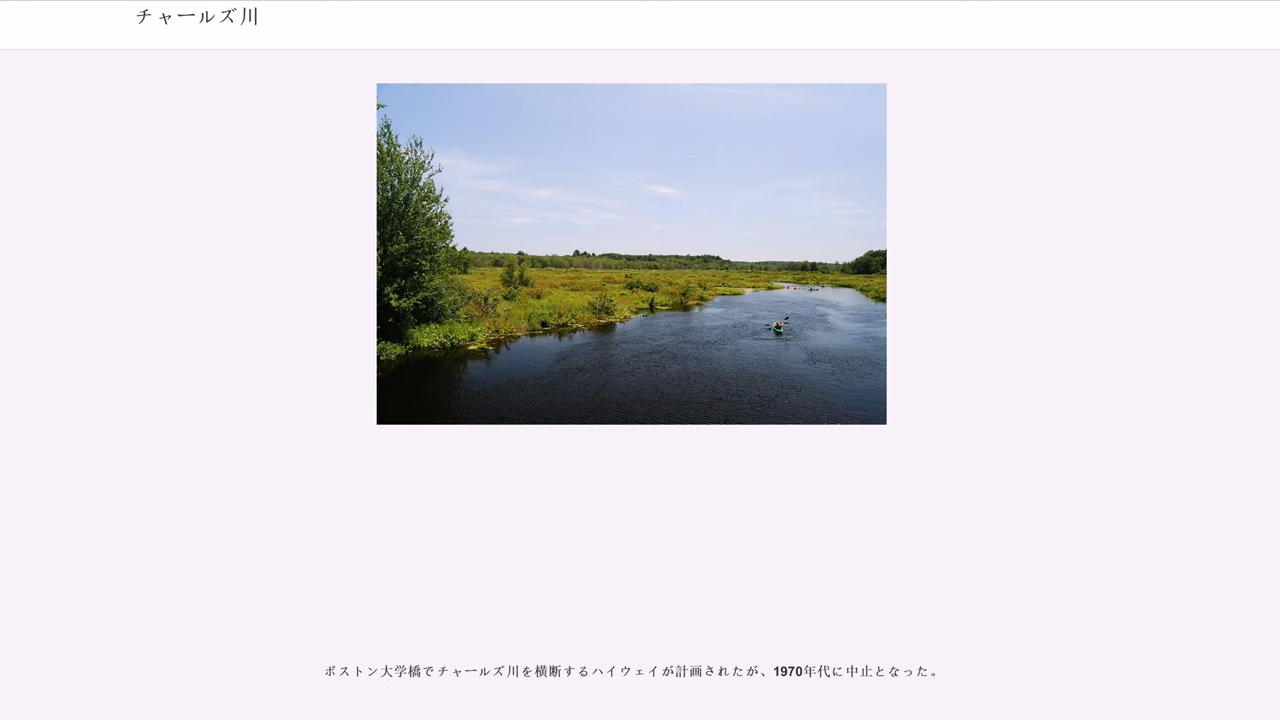 チャールズ川
ボストン大学橋でチャールズ川を横断するハイウェイが計画されたが、1970年代に中止となった。